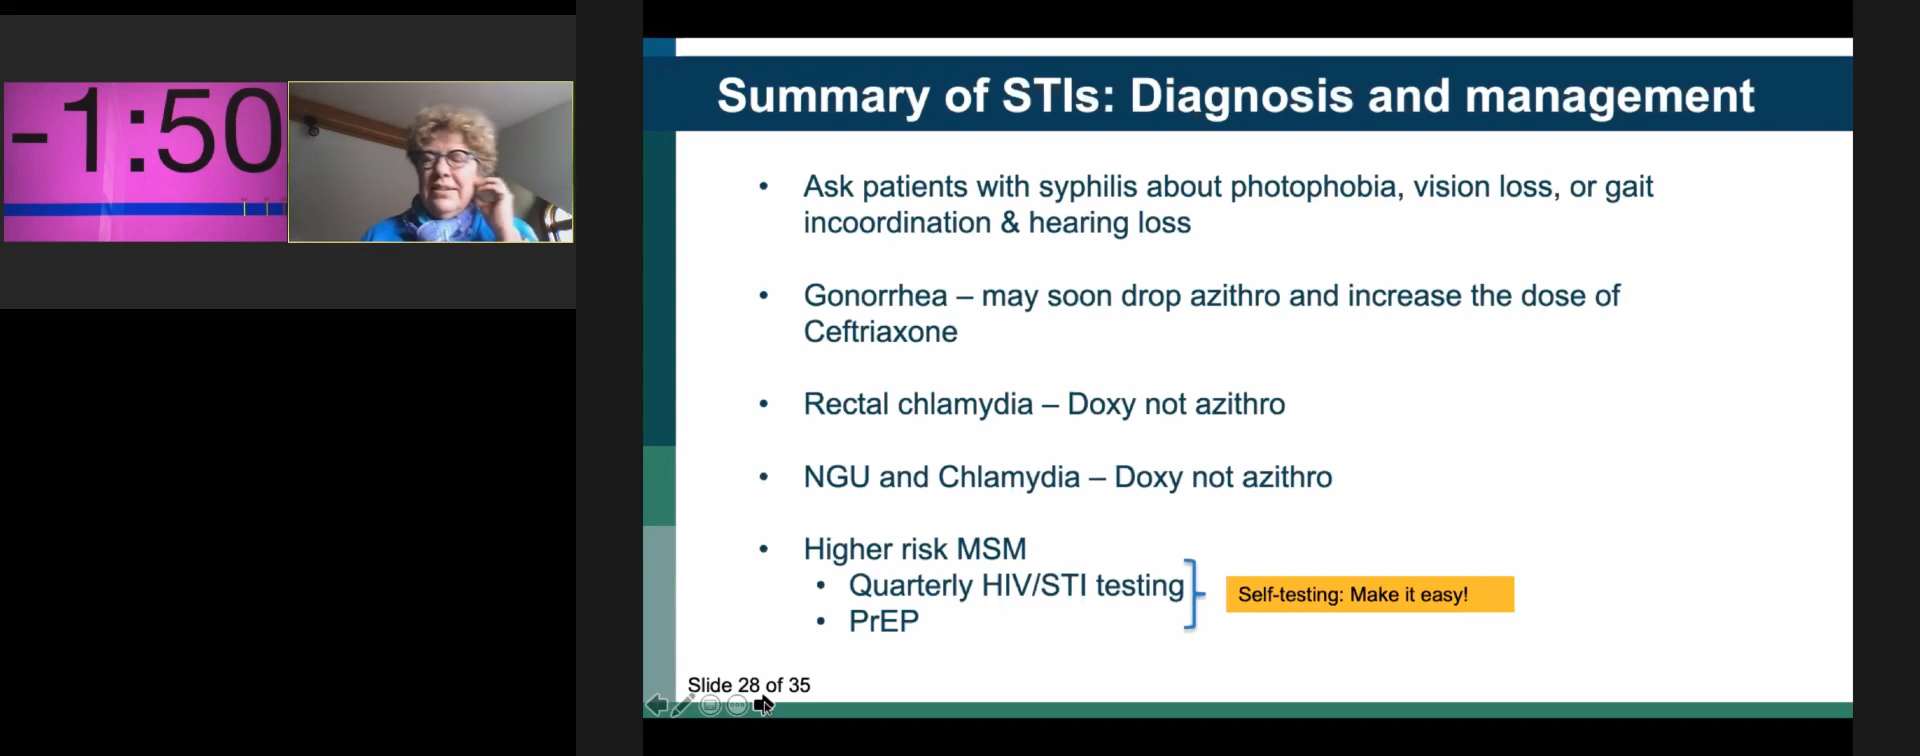 -1:50
Summary of STIs: Diagnosis and management
• Ask patients with syphilis about photophobia, vision loss, or gait
incoordination & hearing loss
• Gonorrhea – may soon drop azithro and increase the dose of
Ceftriaxone
• Rectal chlamydia – Doxy not azithro
• NGU and Chlamydia – Doxy not azithro
• Higher risk MSM
• Quarterly HIV/STI testing
• PrEP
Self-testing: Make it easy!
Slide 28 of 35